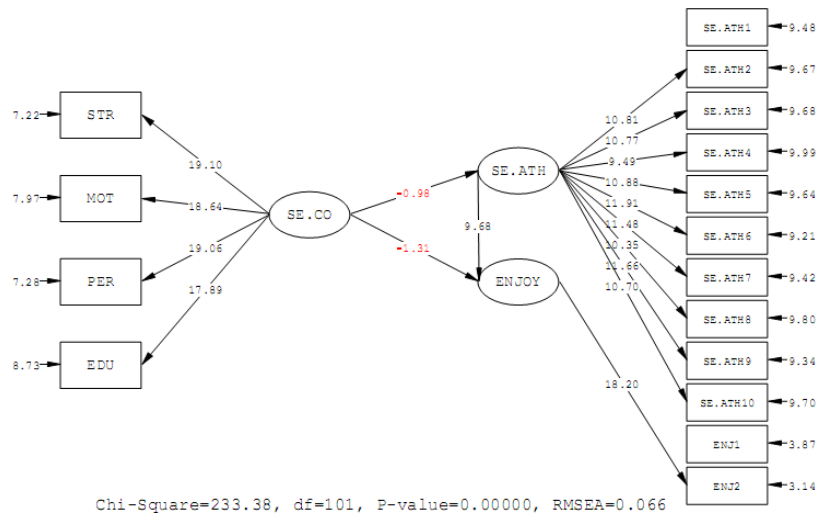 SE.ATH1 9.48
SE.ATH2 9.67
7.22 STR
10.81 SE.ATH3 9.68
10.77
19.10 SE.ATH 9.49 SE.ATH4 9.99
7.97 MOT 18.64 SE.CO -0.98 10.88 SE.ATH5 9.64
11.91
9.68 11.48 SE.ATH6 9.21
19.06 -1.31 10.35
7.28 PER ENJOY 11.66 SE.ATH7 9.42
17.89 10.70
SE.ATH8 9.80
8.73 EDU SE.ATH9 9.34
18.20
SE.ATH10 9.70
ENJ1 3.87
ENJ2 3.14
Chi-Square=233.38, df=101, P-value=0.00000, RMSEA=0.066